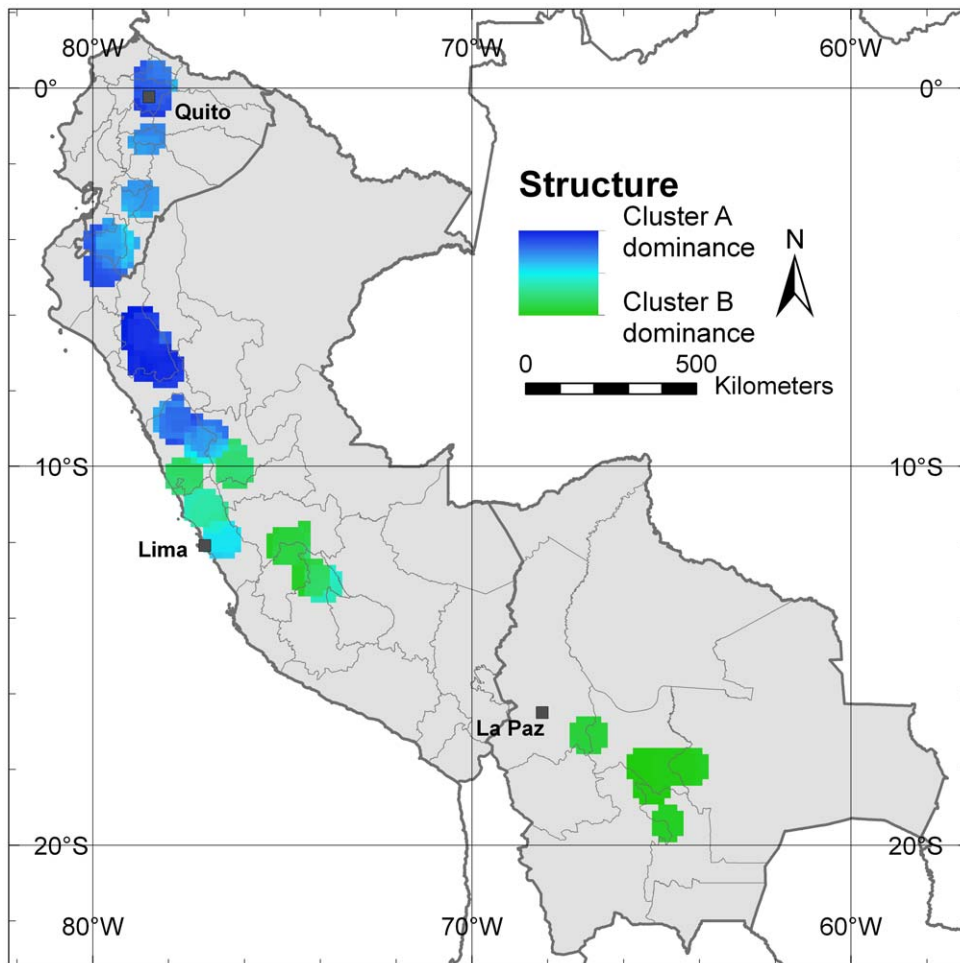 80°W 70°W 60°W
0° 0°
Quito
Structure
Cluster A
dominance
N
Cluster B
dominance
0 500
Kilometers
10°S 10°S
Lima
La Paz
20°S 20°S
80°W 70°W 60°W